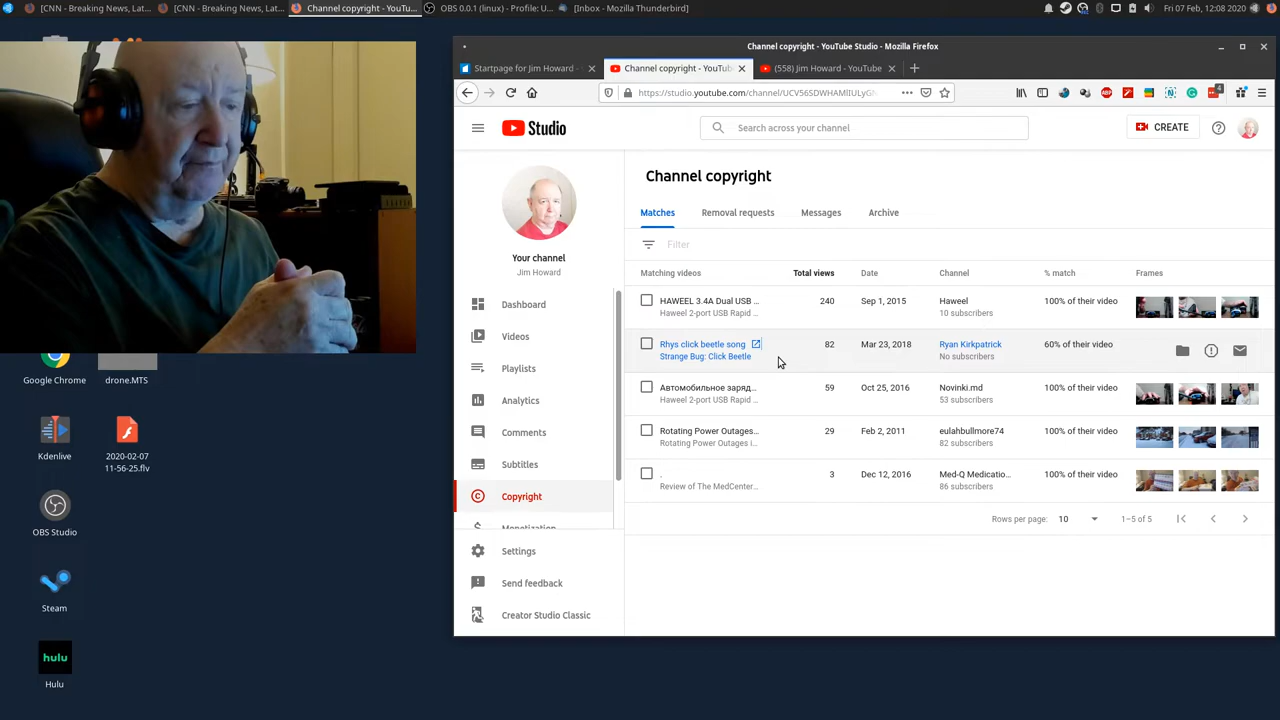 [CNN - Breaking News, Lat...
[CNN - Breaking News, Lat...
Channel copyright - YouTu...
OBS 0.0.1 (linux) - Profile: U...
[Inbox - Mozilla Thunderbird]
Fri 07 Feb, 12:08 2020
Channel copyright - YouTube Studio - Mozilla Firefox
Startpage for Jim Howard -
Channel copyright - YouTub
(558) Jim Howard - YouTube
https://studio.youtube.com/channel/
4
Studio
Search across your channel
CREATE
Channel copyright
Matches
Removal requests
Messages
Archive
Your channel
Jim Howard
Filter
Matching videos
Total views
Date
Channel
% match
Frames
HAWEEL 3.4A Dual USB ...
240
Sep 1, 2015
Haweel
100% of their video
Haweel 2-port USB Rapid ...
10 subscribers
Rhys click beetle song
82
Mar 23, 2018
Ryan Kirkpatrick
60% of their video
Strange Bug: Click Beetle
No subscribers
Автомобильное заряд...
59
Oct 25, 2016
Novinki.md
100% of their video
Haweel 2-port USB Rapid ...
53 subscribers
Rotating Power Outages...
29
Feb 2, 2011
eulahbullmore74
100% of their video
Rotating Power Outages i...
82 subscribers
.
3
Dec 12, 2016
Med-Q Medicatio...
100% of their video
Review of The MedCenter...
86 subscribers
Rows per page:
10
1–5 of 5
Dashboard
Videos
Playlists
Analytics
Comments
Subtitles
Copyright
Monetization
Settings
Send feedback
Creator Studio Classic
Google Chrome
drone.MTS
Kdenlive
2020-02-07
11-56-25.flv
OBS Studio
Steam
hulu
Hulu